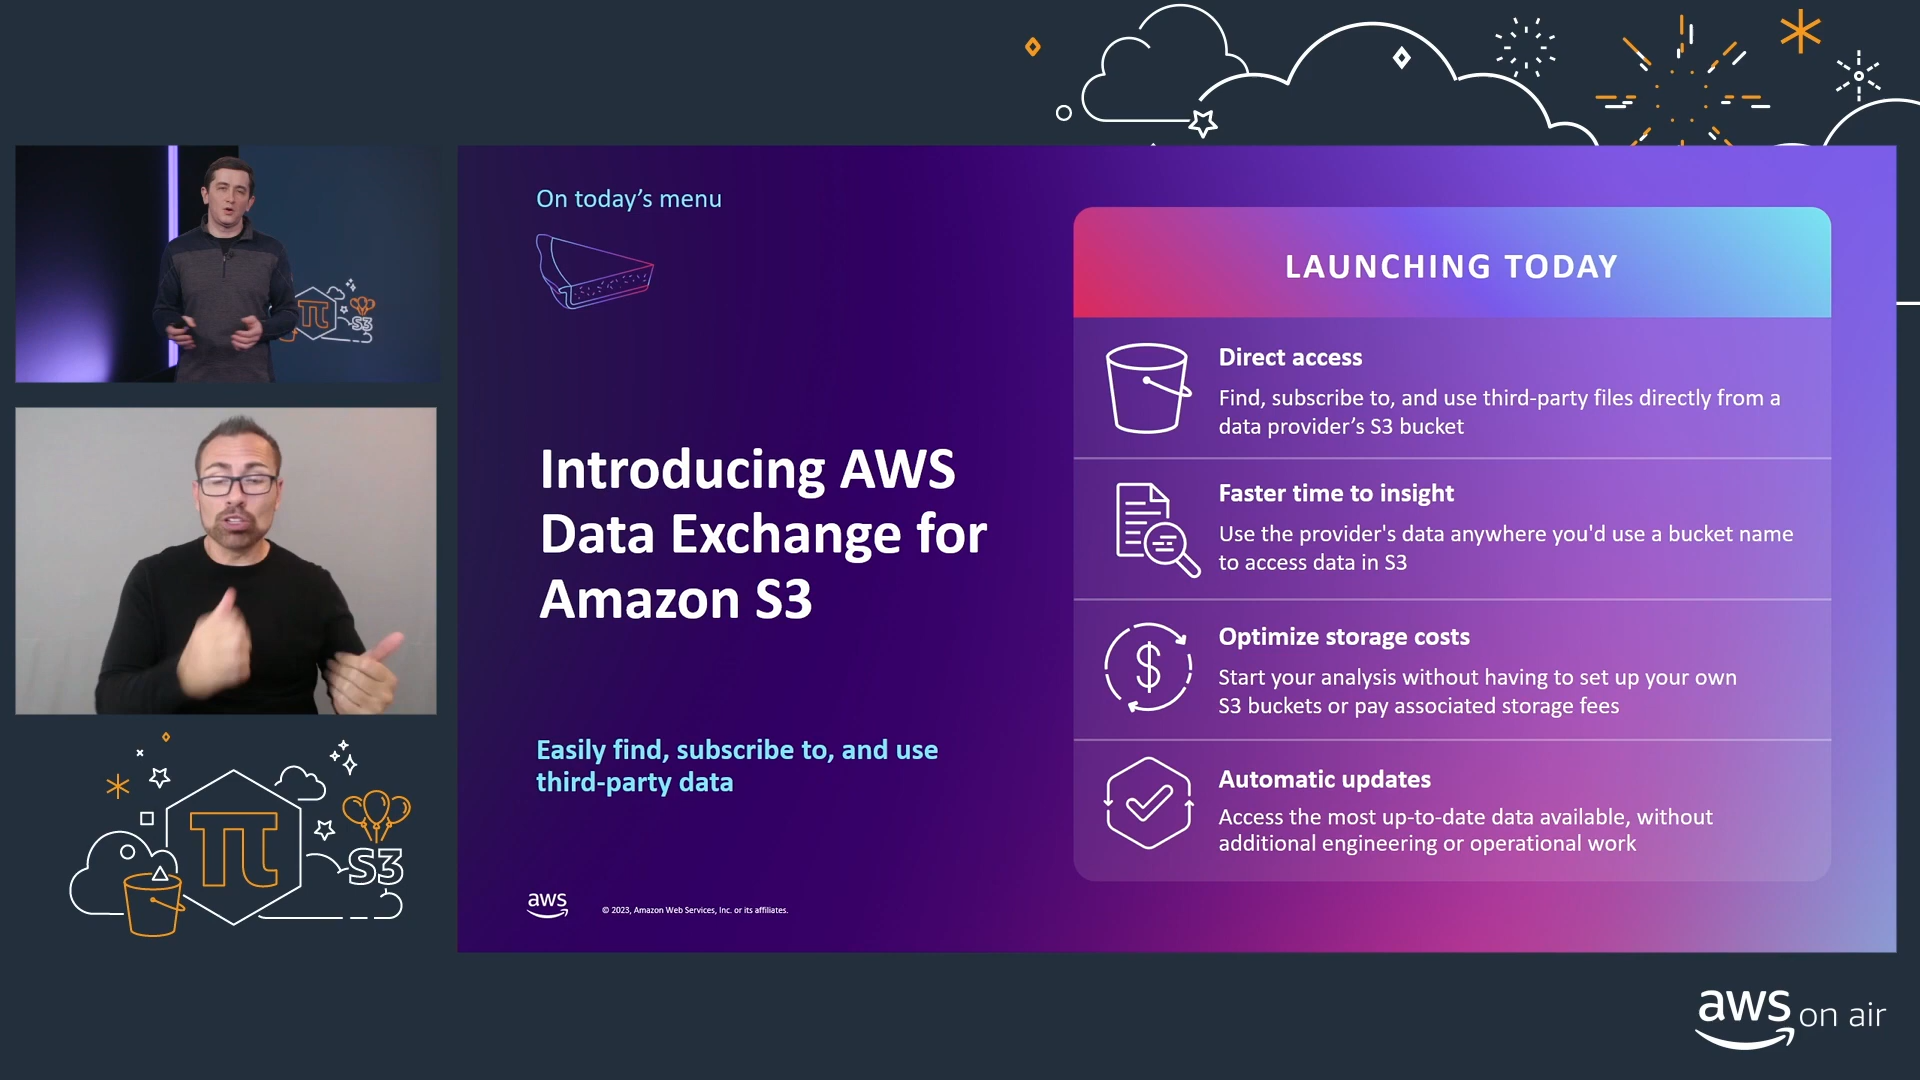 On today’s menu
Introducing AWS
Data Exchange for
Amazon S3
Easily find, subscribe to, and use
third-party data
aws
© 2023, Amazon Web Services, Inc. or its affiliates.
LAUNCHING TODAY
Direct access
Find, subscribe to, and use third-party files directly from a
data provider’s S3 bucket
Faster time to insight
Use the provider's data anywhere you'd use a bucket name
to access data in S3
Optimize storage costs
Start your analysis without having to set up your own
S3 buckets or pay associated storage fees
Automatic updates
Access the most up-to-date data available, without
additional engineering or operational work
π
S3
π
S3
aws on air